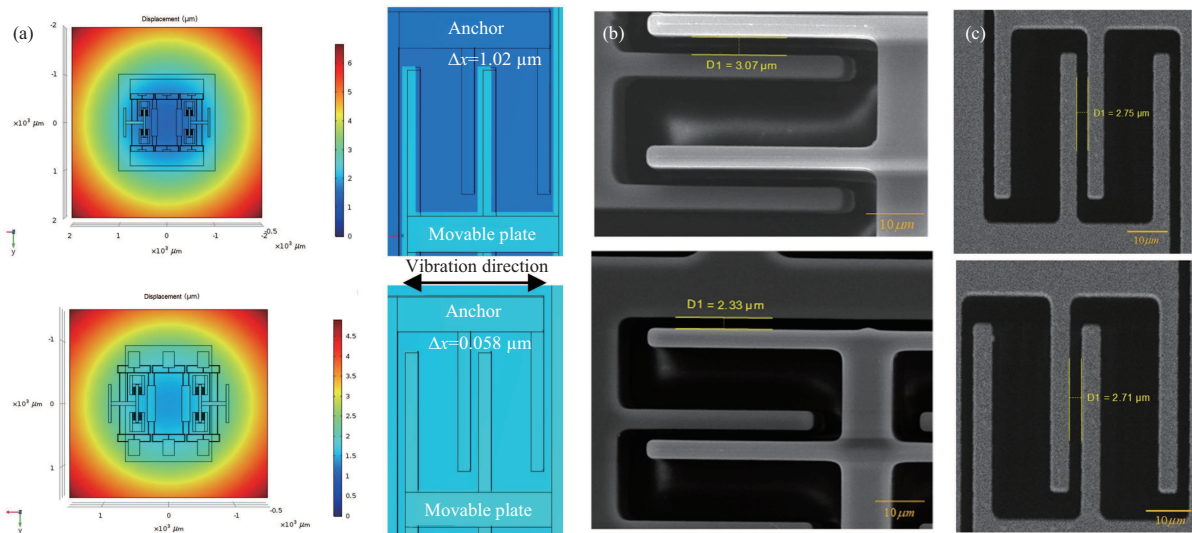 (a)
Displacement (µm)
-2
-1
×10³ µm
0
1
2
2
1
0
-1
-2
-0.5
×10³ µm
×10³ µm
y
6
5
4
3
2
1
0
Anchor
Δx=1.02 µm
Movable plate
Vibration direction
Displacement (µm)
-1
×10³ µm
0
1
1
0
-1
-0.5
×10³ µm
×10³ µm
y
4.5
4
3.5
3
2.5
2
1.5
1
0.5
0
Anchor
Δx=0.058 µm
Movable plate
(b)
D1 = 3.07 µm
10 µm
D1 = 2.33 µm
10 µm
(c)
D1 = 2.75 µm
10 µm
D1 = 2.71 µm
10 µm